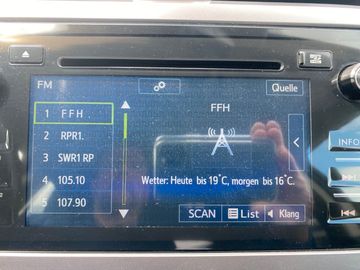 FM
Quelle
1 FFH .
FFH
2 RPR1.
3 SWR1 RP
INFO
4 105.10
Wetter: Heute bis 19°C, morgen bis 16°C.
5 107.90
SCAN List Klang